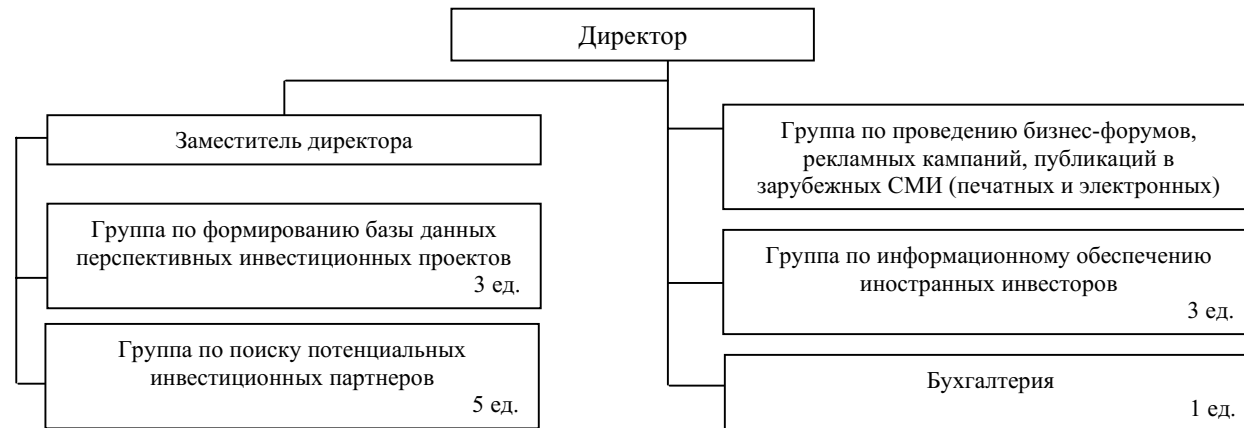 Директор
Заместитель директора
Группа по формированию базы данных
перспективных инвестиционных проектов
3 ед.
Группа по поиску потенциальных
инвестиционных партнеров
5 ед.
Группа по проведению бизнес-форумов,
рекламных кампаний, публикаций в
зарубежных СМИ (печатных и электронных)
Группа по информационному обеспечению
иностранных инвесторов
3 ед.
Бухгалтерия
1 ед.